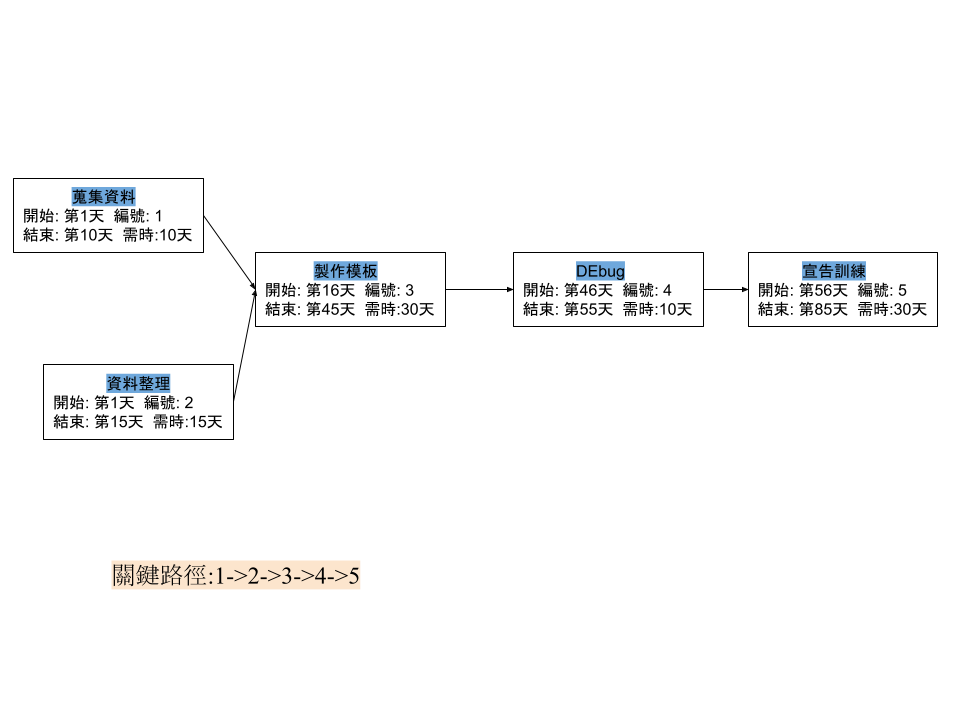 蒐集資料
開始: 第1天  編號: 1
結束: 第10天  需時:10天
製作模板
開始: 第16天  編號: 3
結束: 第45天  需時:30天
DEbug
開始: 第46天  編號: 4
結束: 第55天  需時:10天
宣告訓練
開始: 第56天  編號: 5
結束: 第85天  需時:30天
資料整理
開始: 第1天  編號: 2
結束: 第15天  需時:15天
關鍵路徑:1->2->3->4->5